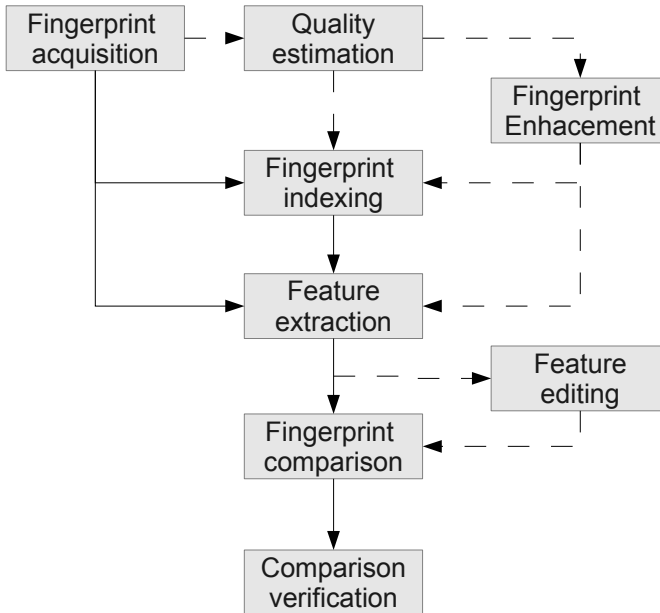 Fingerprint
acquisition
Quality
estimation
Fingerprint
Enhacement
Fingerprint
indexing
Feature
extraction
Feature
editing
Fingerprint
comparison
Comparison
verification